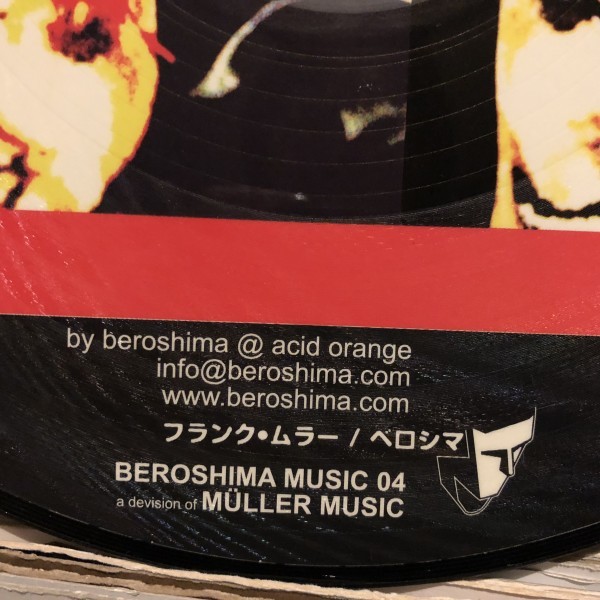 by beroshima @ acid orange
info@beroshima.com
www.beroshima.com
フランク・ムラー / ベロシマ
BEROSHIMA MUSIC 04
a devision of MÜLLER MUSIC